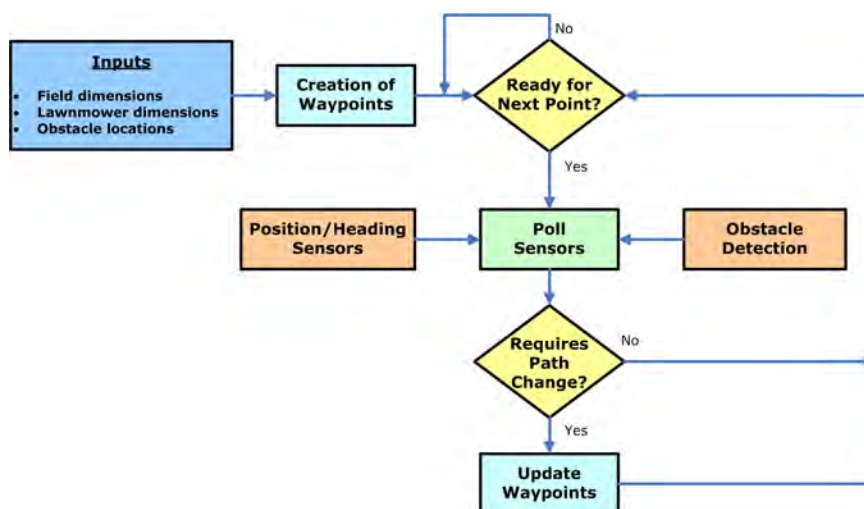 Inputs
• Field dimensions
• Lawnmower dimensions
• Obstacle locations
Creation of
Waypoints
No
Ready for
Next Point?
Yes
Position/Heading
Sensors
Poll
Sensors
Obstacle
Detection
Requires
Path
Change?
No
Yes
Update
Waypoints